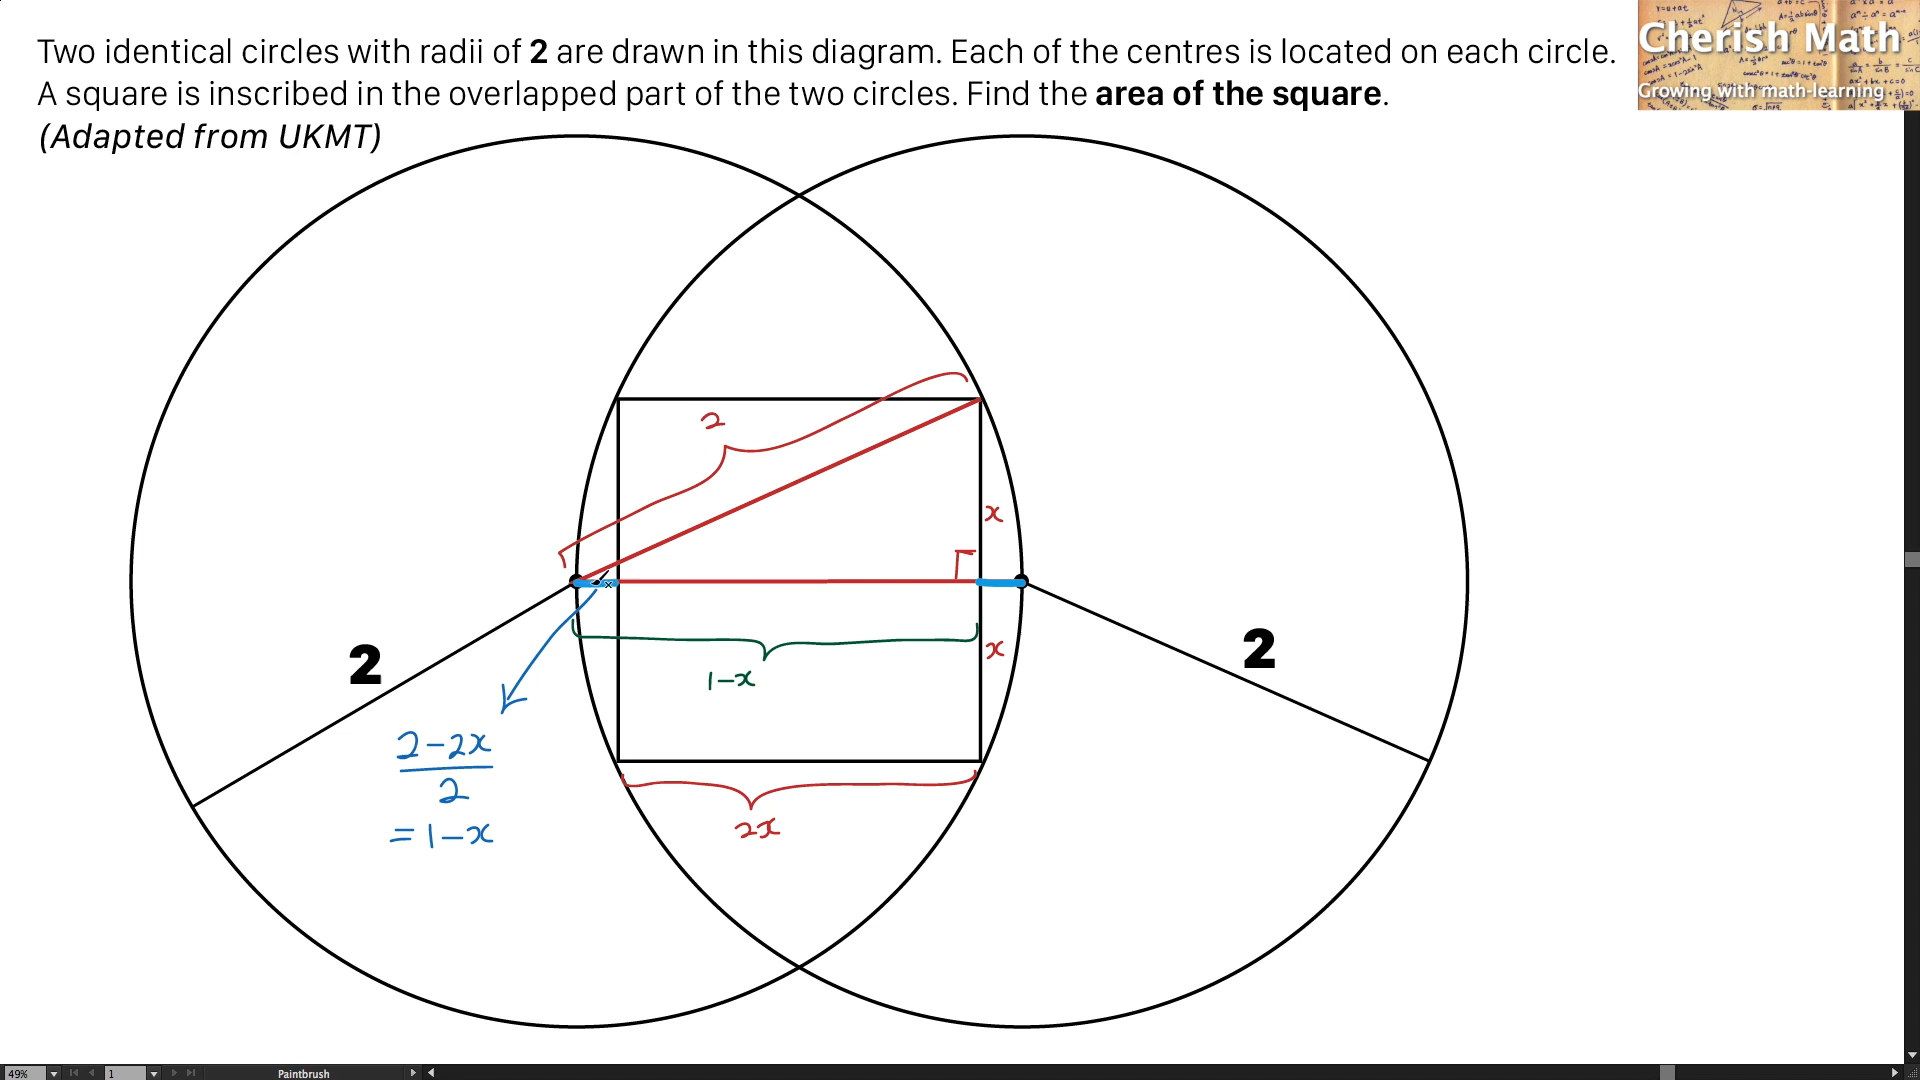 Two identical circles with radii of 2 are drawn in this diagram. Each of the centres is located on each circle.
A square is inscribed in the overlapped part of the two circles. Find the area of the square.
(Adapted from UKMT)
Cherish Math
Growing with math-learning
2
x
x
1-x
2
2
2-2x
2
= 1-x
2x
49%
1
Paintbrush